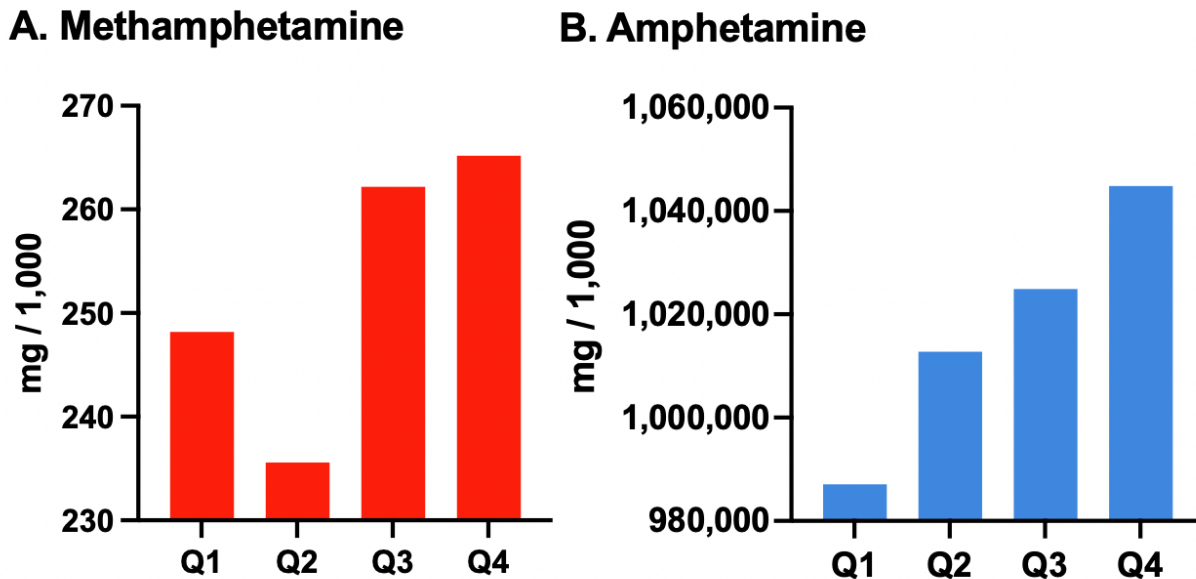 A. Methamphetamine
mg / 1,000
270
260
250
240
230
Q1 Q2 Q3 Q4
B. Amphetamine
mg / 1,000
1,060,000
1,040,000
1,020,000
1,000,000
980,000
Q1 Q2 Q3 Q4